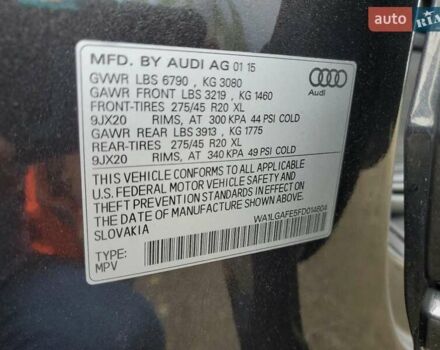 auto
RIA
MFD. BY AUDI AG 01 15
GVWR LBS 6790 , KG 3080
GAWR FRONT LBS 3219 , KG 1460
FRONT-TIRES 275/45 R20 XL
9JX20 RIMS, AT 300 KPA 44 PSI COLD
GAWR REAR LBS 3913 , KG 1775
REAR-TIRES 275/45 R20 XL
9JX20 RIMS, AT 340 KPA 49 PSI COLD
THIS VEHICLE CONFORMS TO ALL APPLICABLE
U.S. FEDERAL MOTOR VEHICLE SAFETY AND
THEFT PREVENTION STANDARDS IN EFFECT ON THE
DATE OF MANUFACTURE SHOWN ABOVE.
SLOVAKIA
TYPE:
MPV
WA1LGAFE5FD014804
Audi